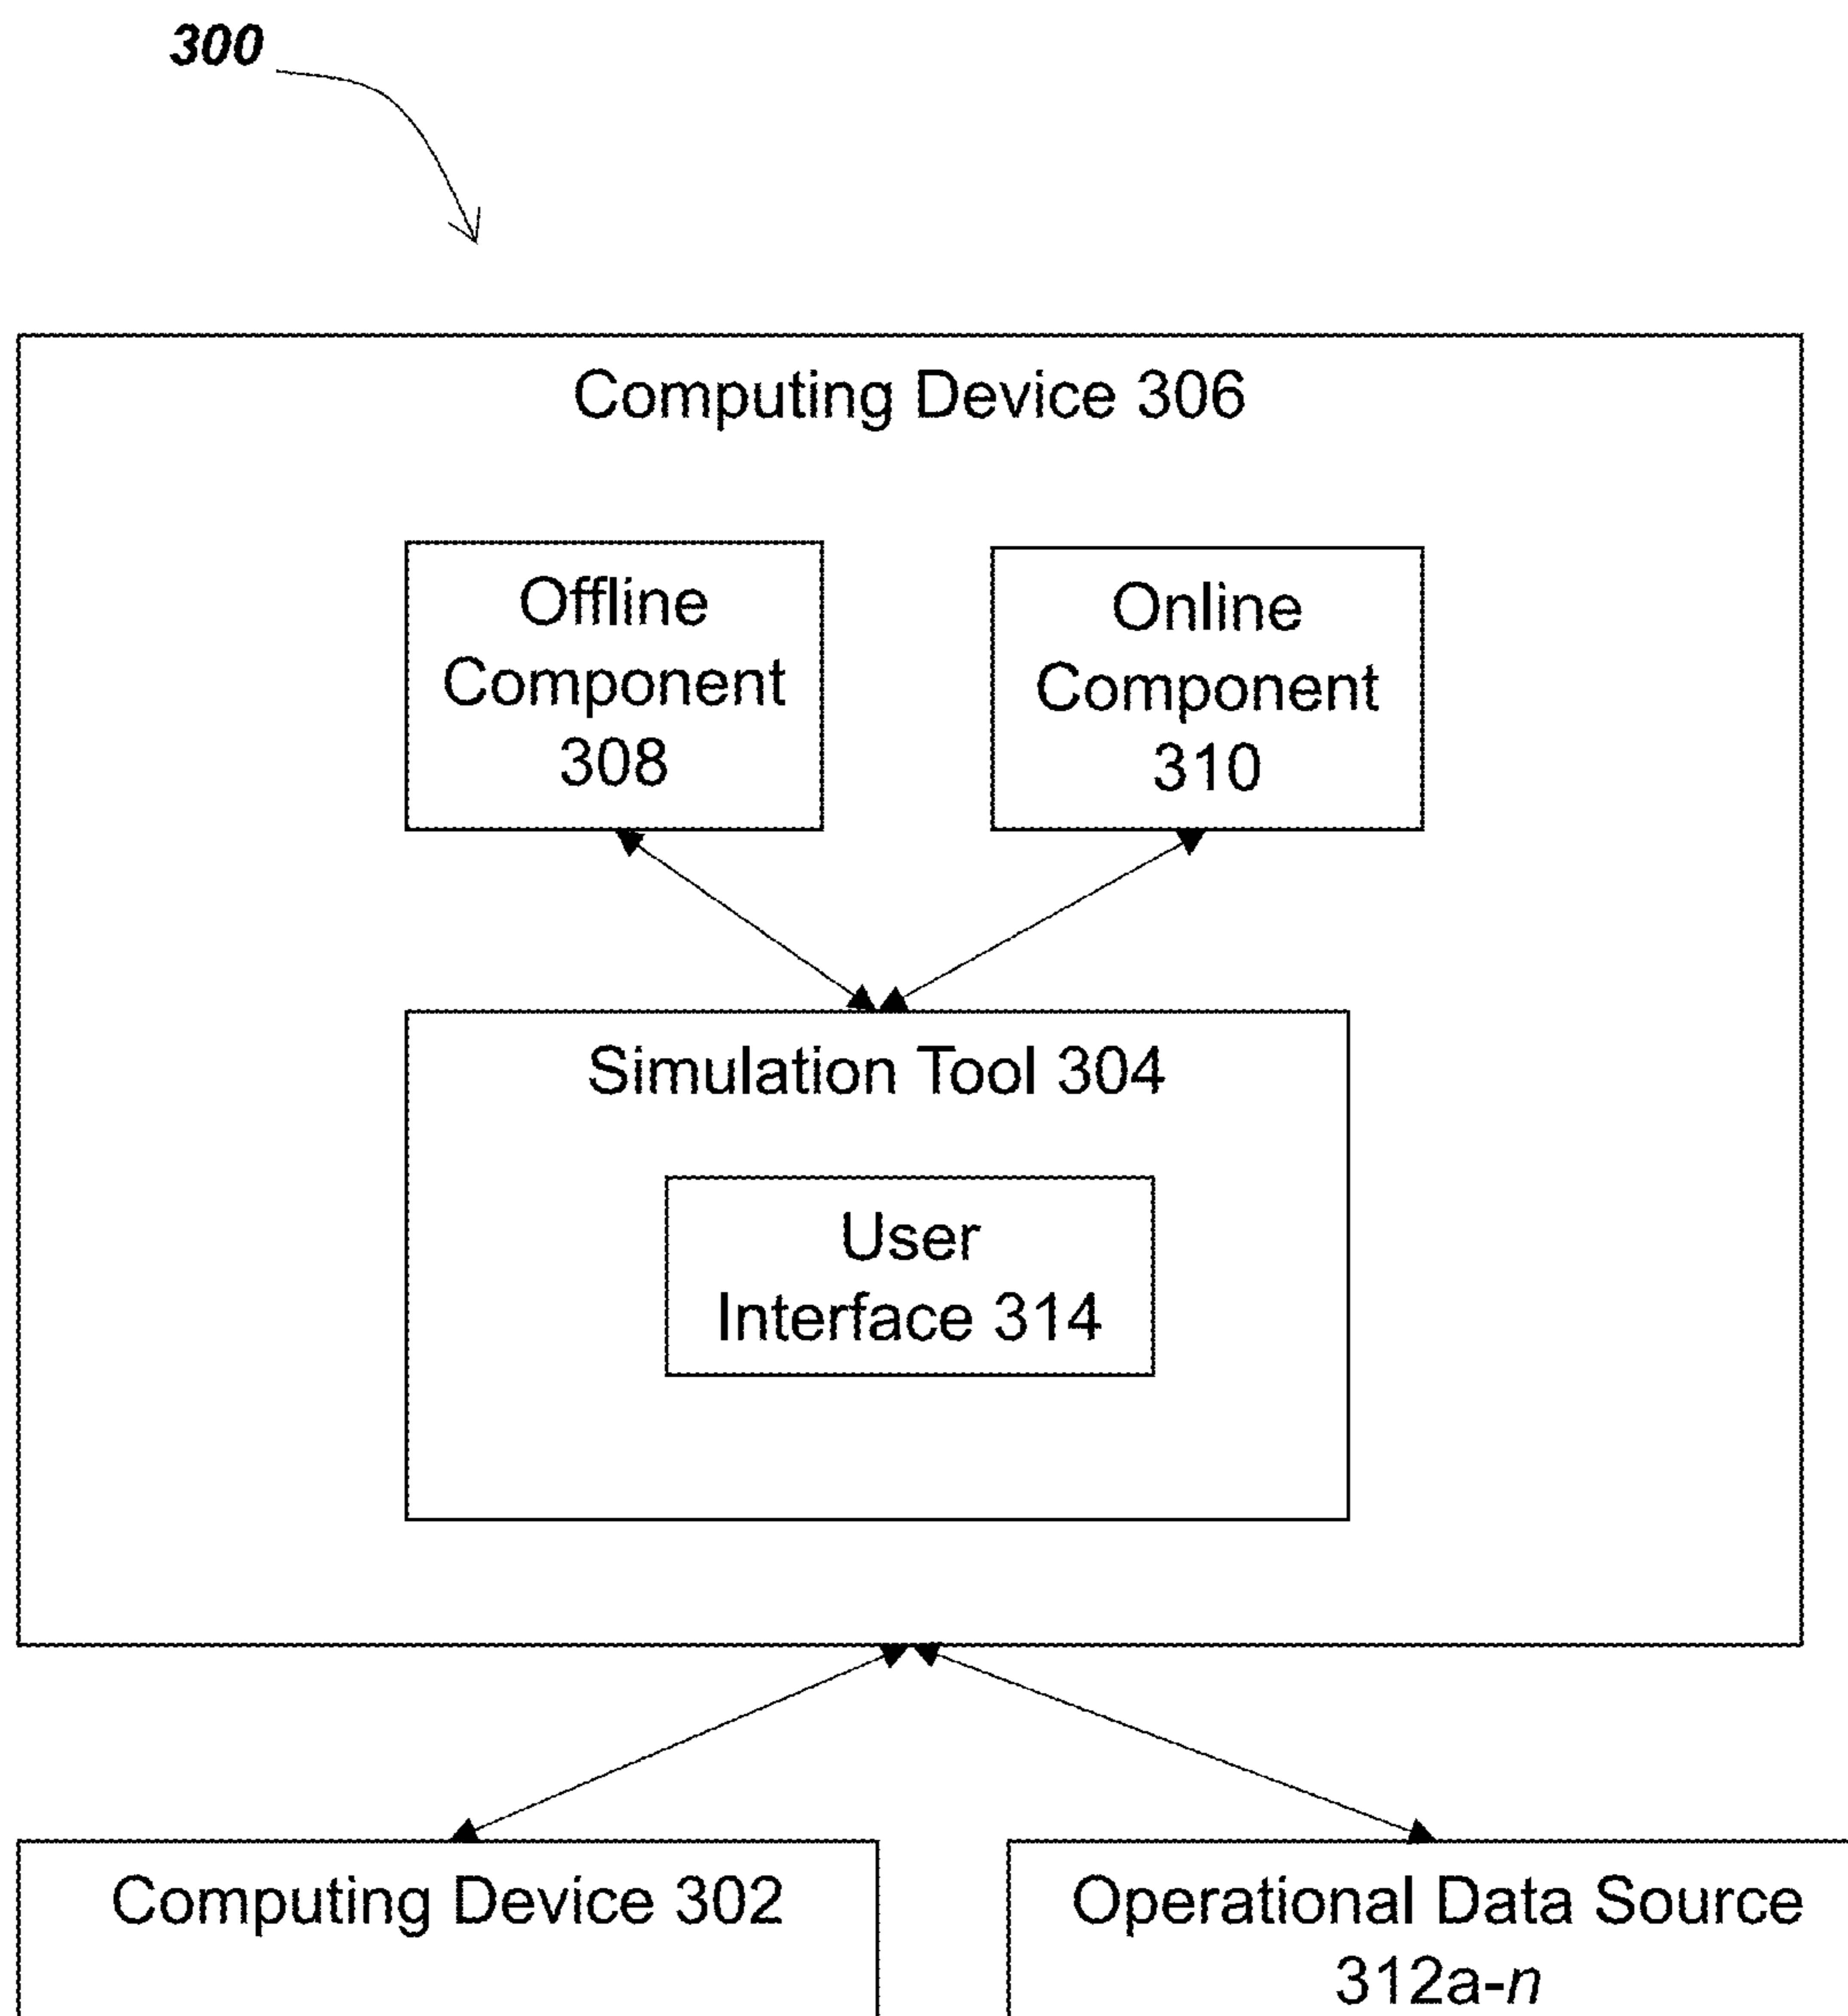 300
Computing Device 306
Offline
Component
308
Online
Component
310
Simulation Tool 304
User
Interface 314
Computing Device 302
Operational Data Source
312a-n